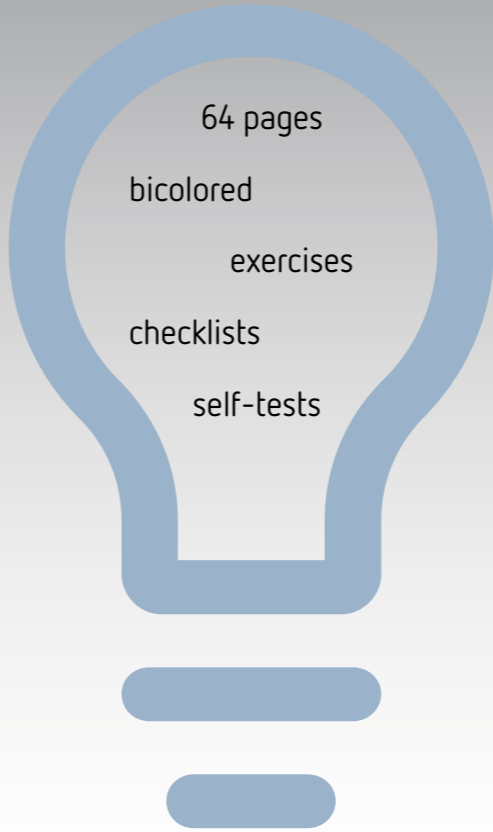 64 pages
bicolored
exercises
checklists
self-tests